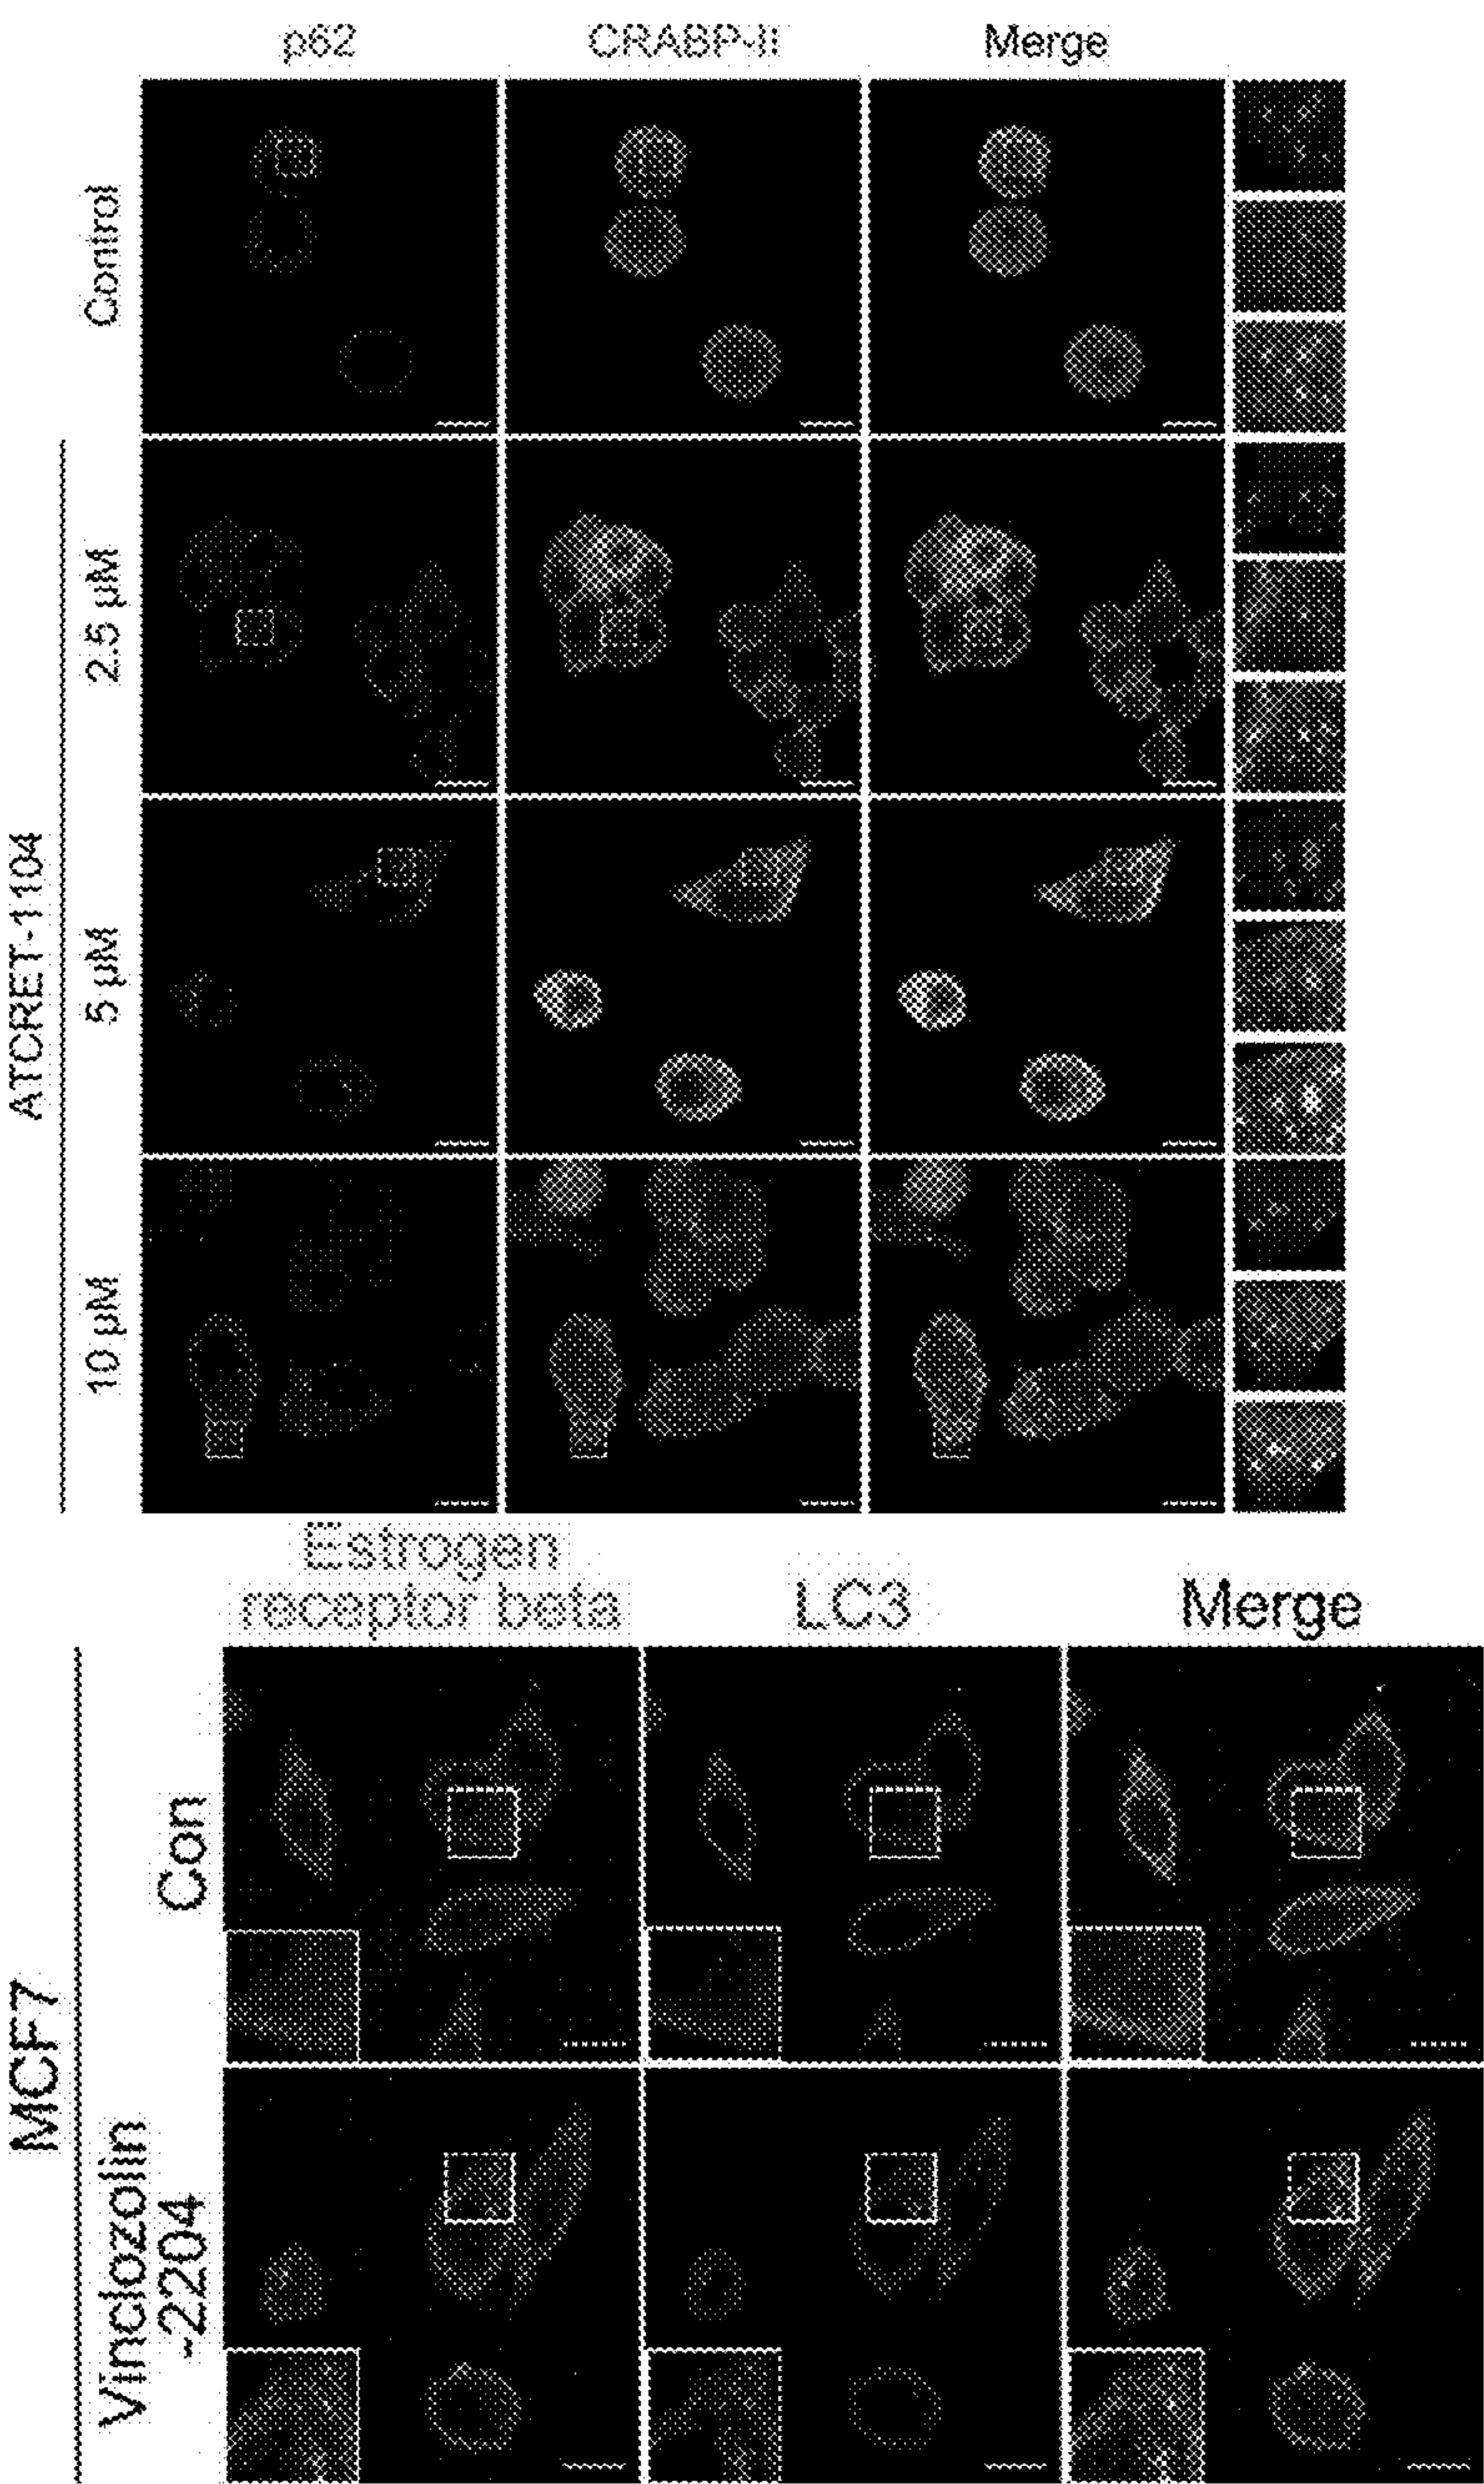 p62 CRABP-II Merge
Control
ATCRET-1104
2.5 µM
5 µM
10 µM
Estrogen
recaptor beta
LC3
Merge
MCF7
Con
Vinclozolin
-2204